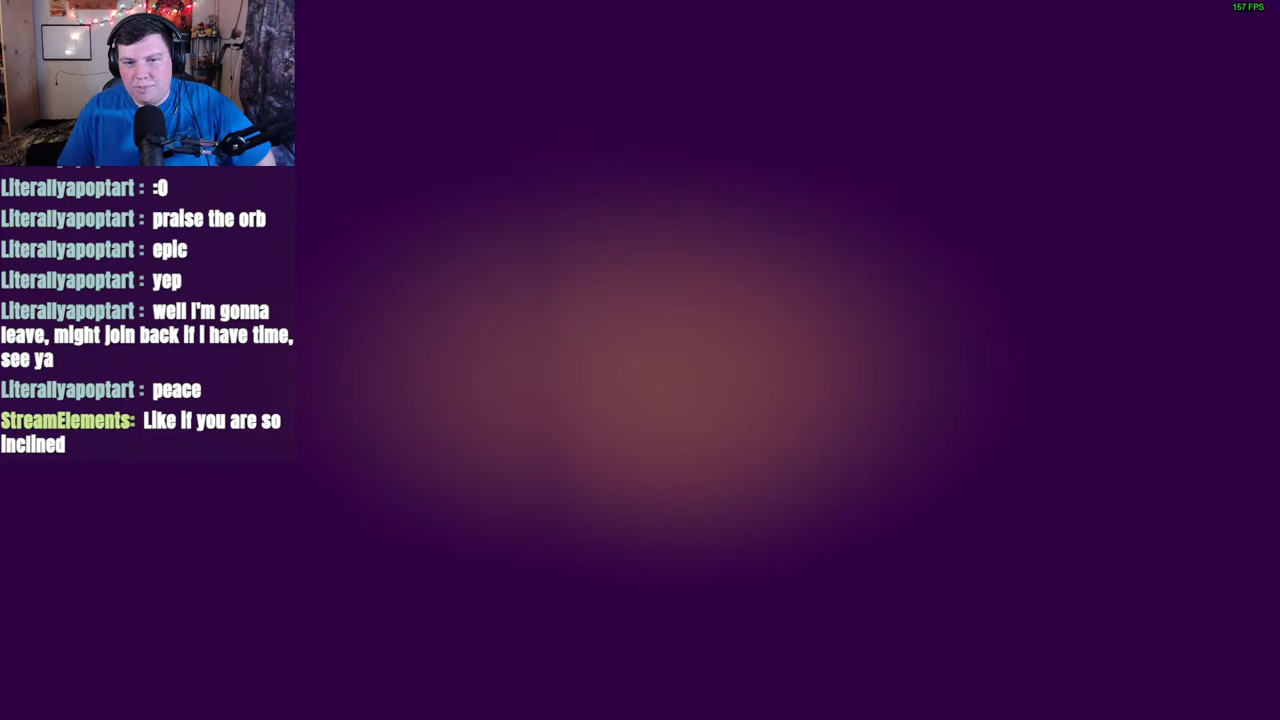 157 FPS
Literallyapoptart : :O
Literallyapoptart : praise the orb
Literallyapoptart : epic
Literallyapoptart : yep
Literallyapoptart : well I'm gonna
leave, might join back if I have time,
see ya
Literallyapoptart : peace
StreamElements: Like if you are so
inclined